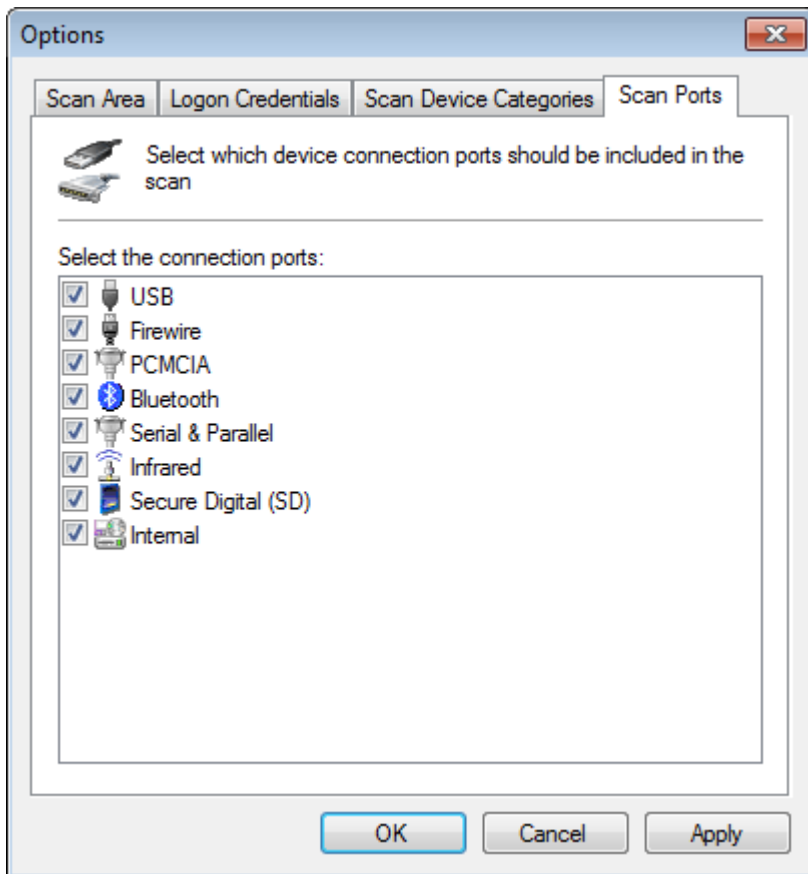 Options
Scan Area Logon Credentials Scan Device Categories Scan Ports
Select which device connection ports should be included in the
scan
Select the connection ports:
USB
Firewire
PCMCIA
Bluetooth
Serial & Parallel
Infrared
Secure Digital (SD)
Internal
OK Cancel Apply